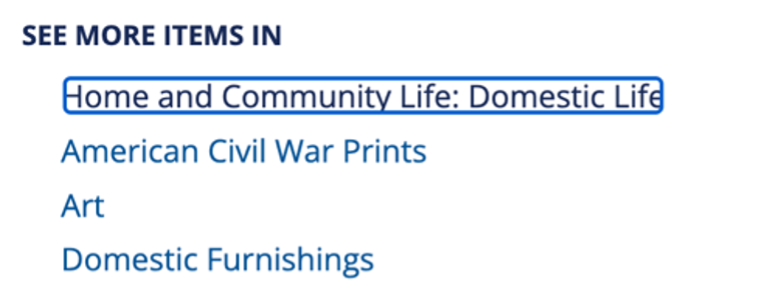 SEE MORE ITEMS IN
Home and Community Life: Domestic Life
American Civil War Prints
Art
Domestic Furnishings